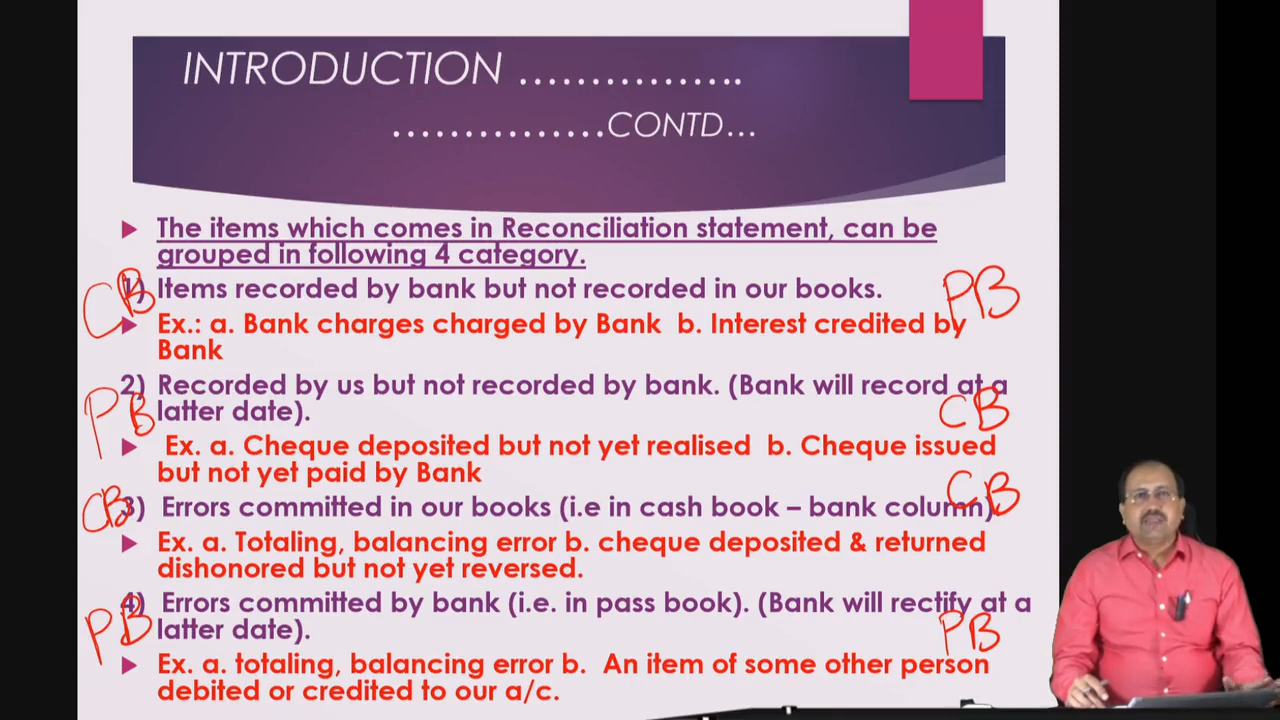 INTRODUCTION ................
...............CONTD...
The items which comes in Reconciliation statement, can be
grouped in following 4 category.
CB 1) Items recorded by bank but not recorded in our books. PB
Ex.: a. Bank charges charged by Bank b. Interest credited by
Bank
2) Recorded by us but not recorded by bank. (Bank will record at a
PB latter date). CB
Ex. a. Cheque deposited but not yet realised b. Cheque issued
but not yet paid by Bank
CB 3) Errors committed in our books (i.e in cash book – bank column). CB
Ex. a. Totaling, balancing error b. cheque deposited & returned
dishonored but not yet reversed.
4) Errors committed by bank (i.e. in pass book). (Bank will rectify at a
PB latter date). PB
Ex. a. totaling, balancing error b. An item of some other person
debited or credited to our a/c.